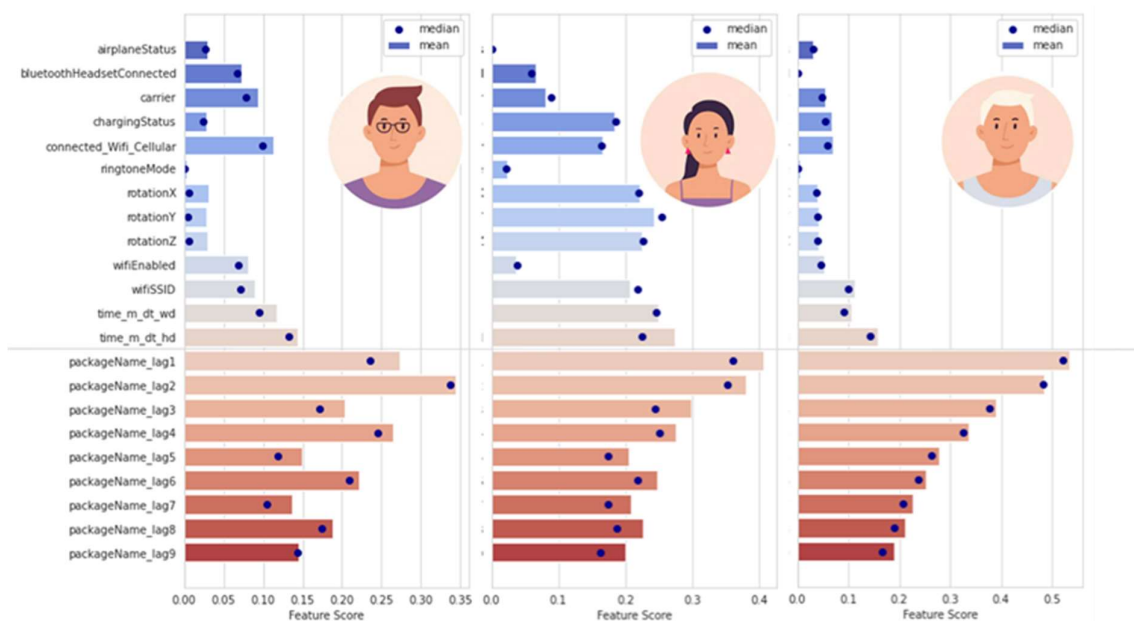 median
mean
median
mean
median
mean
airplaneStatus
bluetoothHeadsetConnected
carrier
chargingStatus
connected_Wifi_Cellular
ringtoneMode
rotationX
rotationY
rotationZ
wifiEnabled
wifiSSID
time_m_dt_wd
time_m_dt_hd
packageName_lag1
packageName_lag2
packageName_lag3
packageName_lag4
packageName_lag5
packageName_lag6
packageName_lag7
packageName_lag8
packageName_lag9
0.00 0.05 0.10 0.15 0.20 0.25 0.30 0.35
Feature Score
0.0 0.1 0.2 0.3 0.4
Feature Score
0.0 0.1 0.2 0.3 0.4 0.5
Feature Score